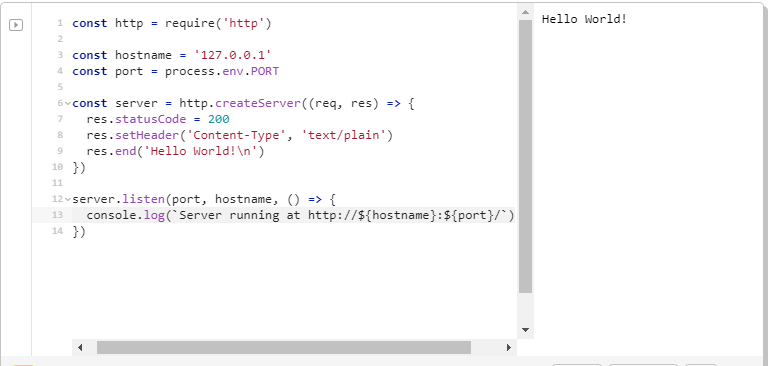 1 const http = require('http')
2
3 const hostname = '127.0.0.1'
4 const port = process.env.PORT
5
6 const server = http.createServer((req, res) => {
7   res.statusCode = 200
8   res.setHeader('Content-Type', 'text/plain')
9   res.end('Hello World!\n')
10 })
11
12 server.listen(port, hostname, () => {
13   console.log(`Server running at http://${hostname}:${port}/`)
14 })
Hello World!